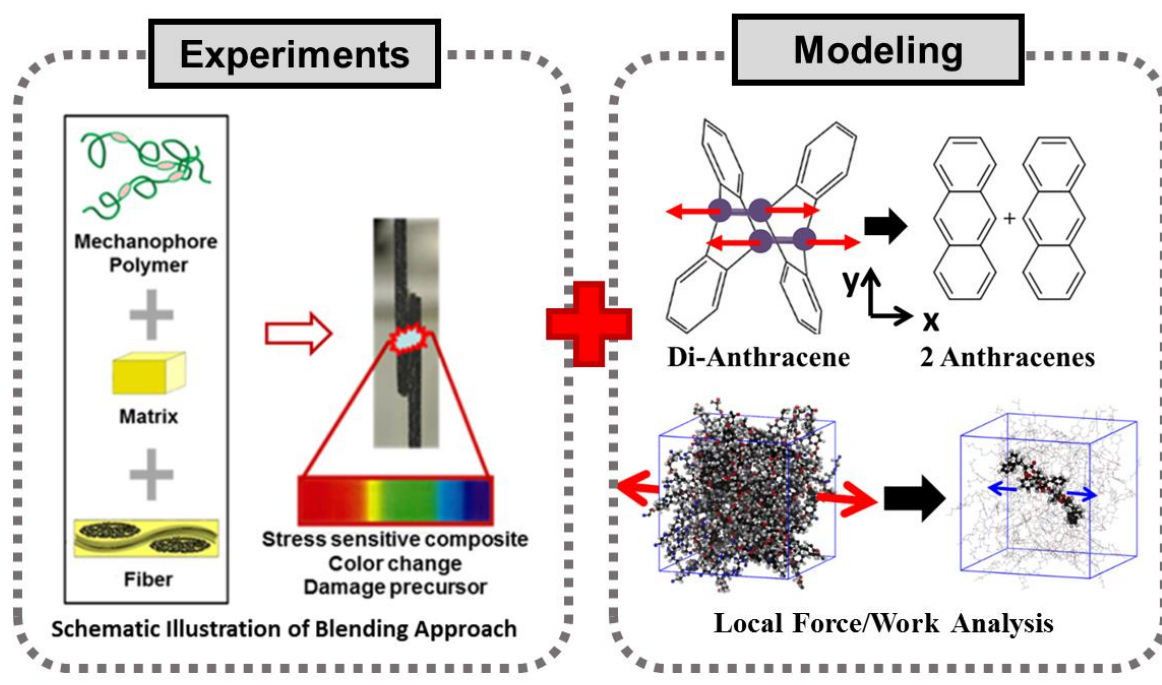 Experiments
Mechanophore
Polymer
Matrix
Fiber
Stress sensitive composite
Color change
Damage precursor
Schematic Illustration of Blending Approach
Modeling
+
y
x
Di-Anthracene
2 Anthracenes
Local Force/Work Analysis